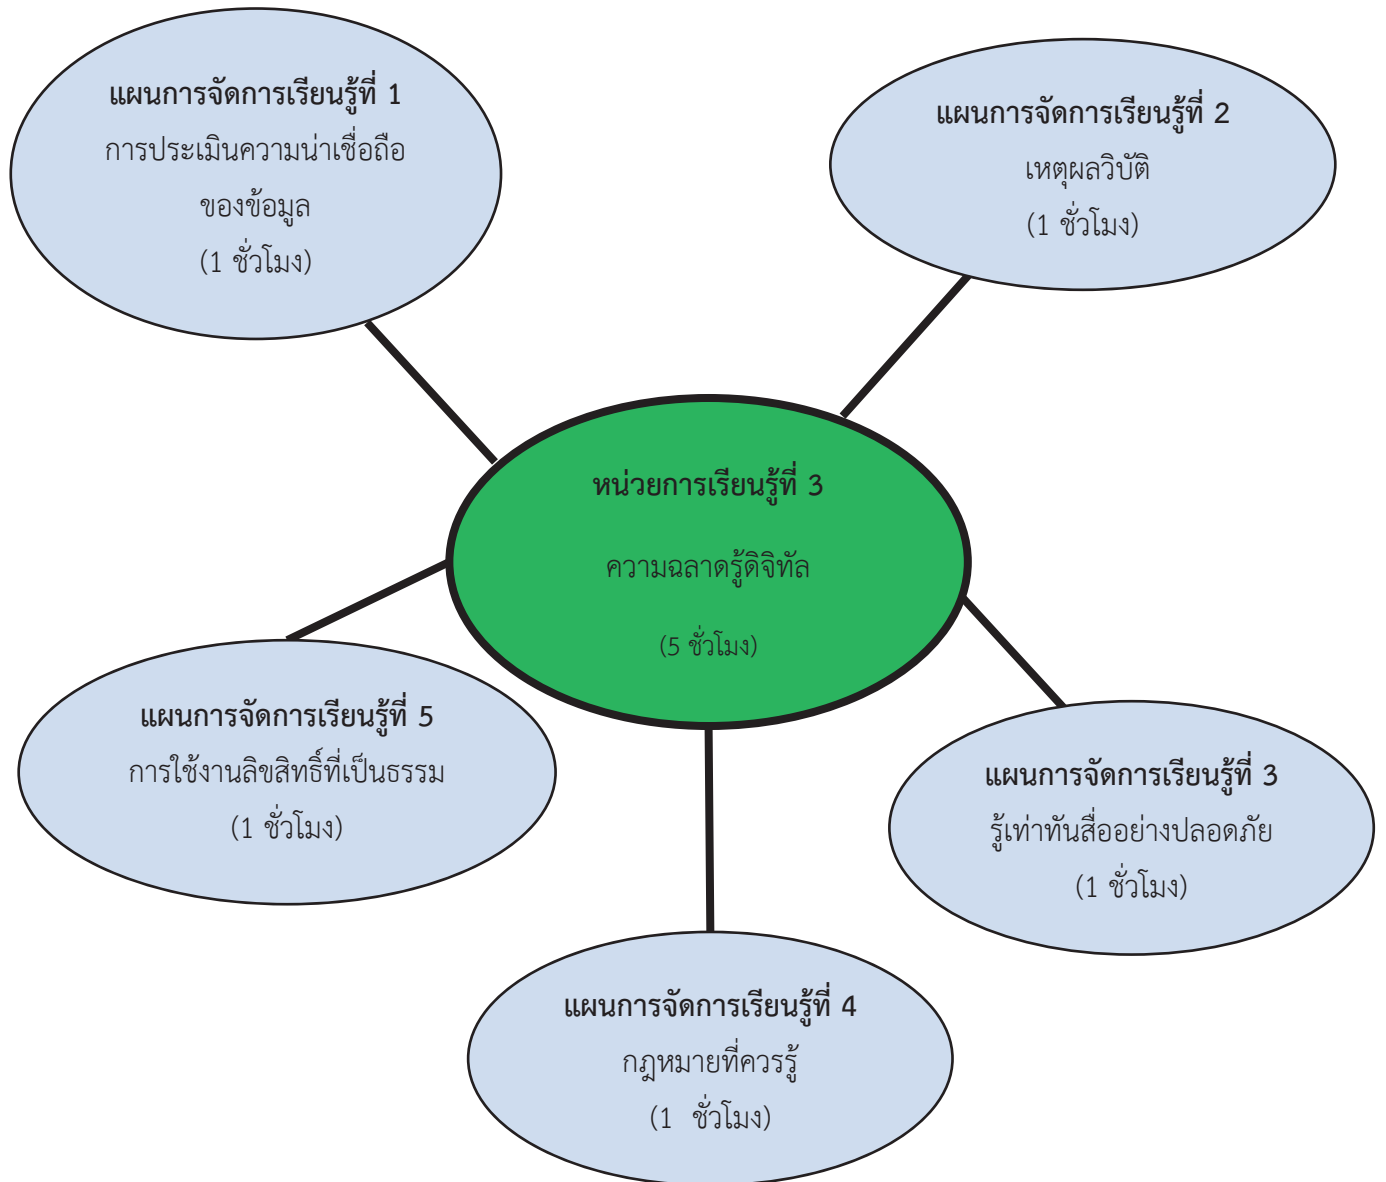 แผนการจัดการเรียนรู้ที่ 1
การประเมินความน่าเชื่อถือ
ของข้อมูล
(1 ชั่วโมง)
แผนการจัดการเรียนรู้ที่ 2
เหตุผลวิบัติ
(1 ชั่วโมง)
หน่วยการเรียนรู้ที่ 3
ความฉลาดรู้ดิจิทัล
(5 ชั่วโมง)
แผนการจัดการเรียนรู้ที่ 5
การใช้งานลิขสิทธิ์ที่เป็นธรรม
(1 ชั่วโมง)
แผนการจัดการเรียนรู้ที่ 3
รู้เท่าทันสื่ออย่างปลอดภัย
(1 ชั่วโมง)
แผนการจัดการเรียนรู้ที่ 4
กฎหมายที่ควรรู้
(1 ชั่วโมง)